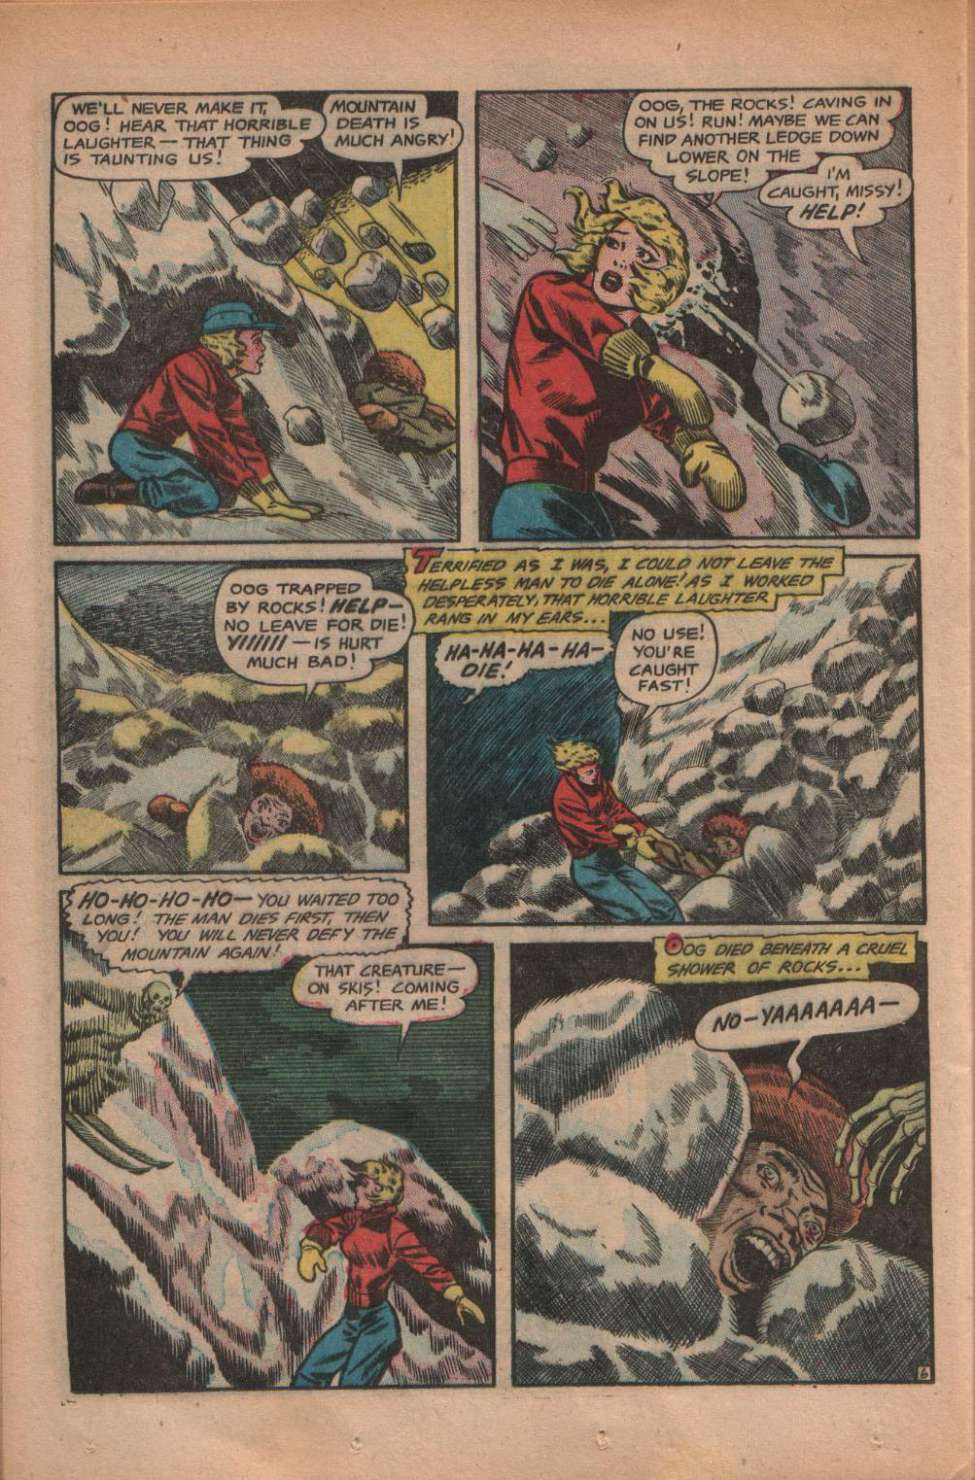 WE'LL NEVER MAKE IT,
OOG! HEAR THAT HORRIBLE
LAUGHTER — THAT THING
IS TAUNTING US!
MOUNTAIN
DEATH IS
MUCH ANGRY!
OOG, THE ROCKS! CAVING IN
ON US! RUN! MAYBE WE CAN
FIND ANOTHER LEDGE DOWN
LOWER ON THE
SLOPE!
I'M
CAUGHT, MISSY!
HELP!
OOG TRAPPED
BY ROCKS! HELP—
NO LEAVE FOR DIE!
YIIIIII — IS HURT
MUCH BAD!
TERRIFIED AS I WAS, I COULD NOT LEAVE THE
HELPLESS MAN TO DIE ALONE! AS I WORKED
DESPERATELY, THAT HORRIBLE LAUGHTER
RANG IN MY EARS...
HA-HA-HA-HA-
DIE!
NO USE!
YOU'RE
CAUGHT
FAST!
HO-HO-HO-HO— YOU WAITED TOO
LONG! THE MAN DIES FIRST, THEN
YOU! YOU WILL NEVER DEFY THE
MOUNTAIN AGAIN!
THAT CREATURE—
ON SKIS! COMING
AFTER ME!
OOG DIED BENEATH A CRUEL
SHOWER OF ROCKS...
NO-YAAAAAAA—
6